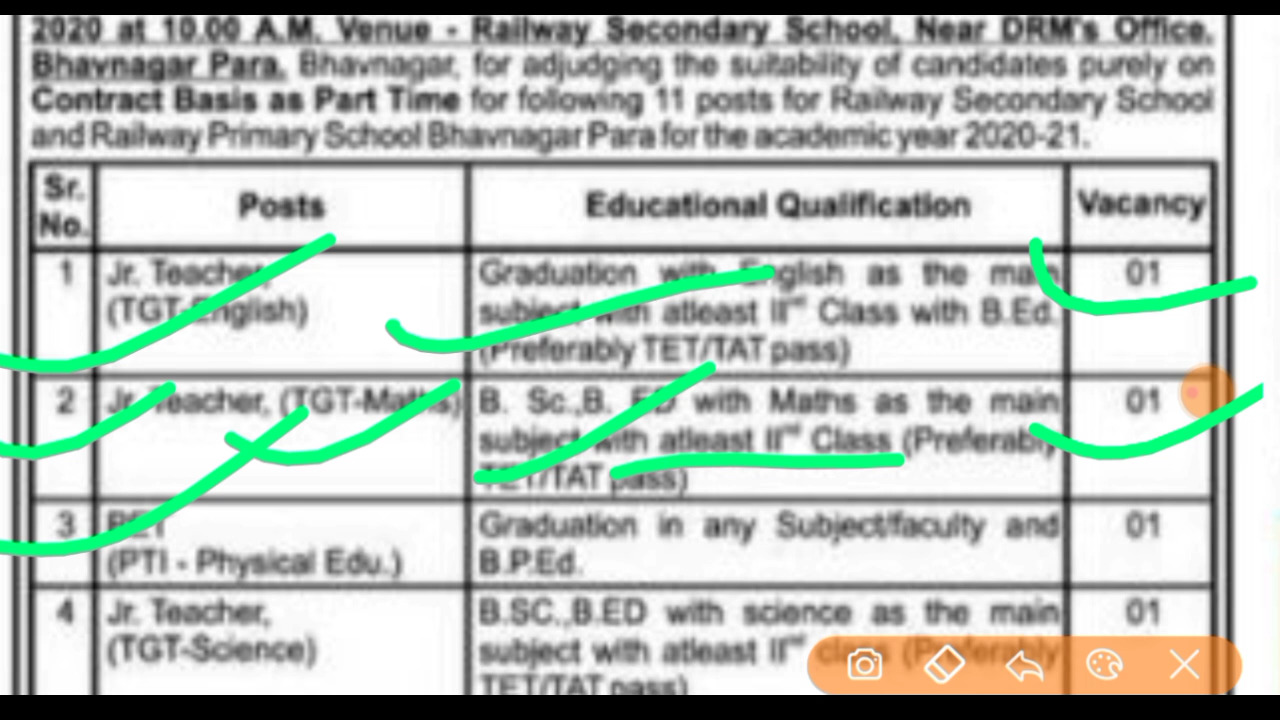 2020 at 10.00 A.M. Venue - Railway Secondary School, Near DRM's Office,
Bhavnagar Para, Bhavnagar, for adjudging the suitability of candidates purely on
Contract Basis as Part Time for following 11 posts for Railway Secondary School
and Railway Primary School Bhavnagar Para for the academic year 2020-21.
Sr. No. Posts Educational Qualification Vacancy
1 Jr. Teacher, Graduation with English as the main 01
(TGT-English) subject with atleast IInd Class with B.Ed.
(Preferably TET/TAT pass)
2 Jr. Teacher, (TGT-Maths) B. Sc.,B. ED with Maths as the main 01
subject with atleast IInd Class (Preferably
TET/TAT pass)
3 PET Graduation in any Subject/faculty and 01
(PTI - Physical Edu.) B.P.Ed.
4 Jr. Teacher, B.SC.,B.ED with science as the main 01
(TGT-Science) subject with atleast IInd class (Preferably
TET/TAT pass)